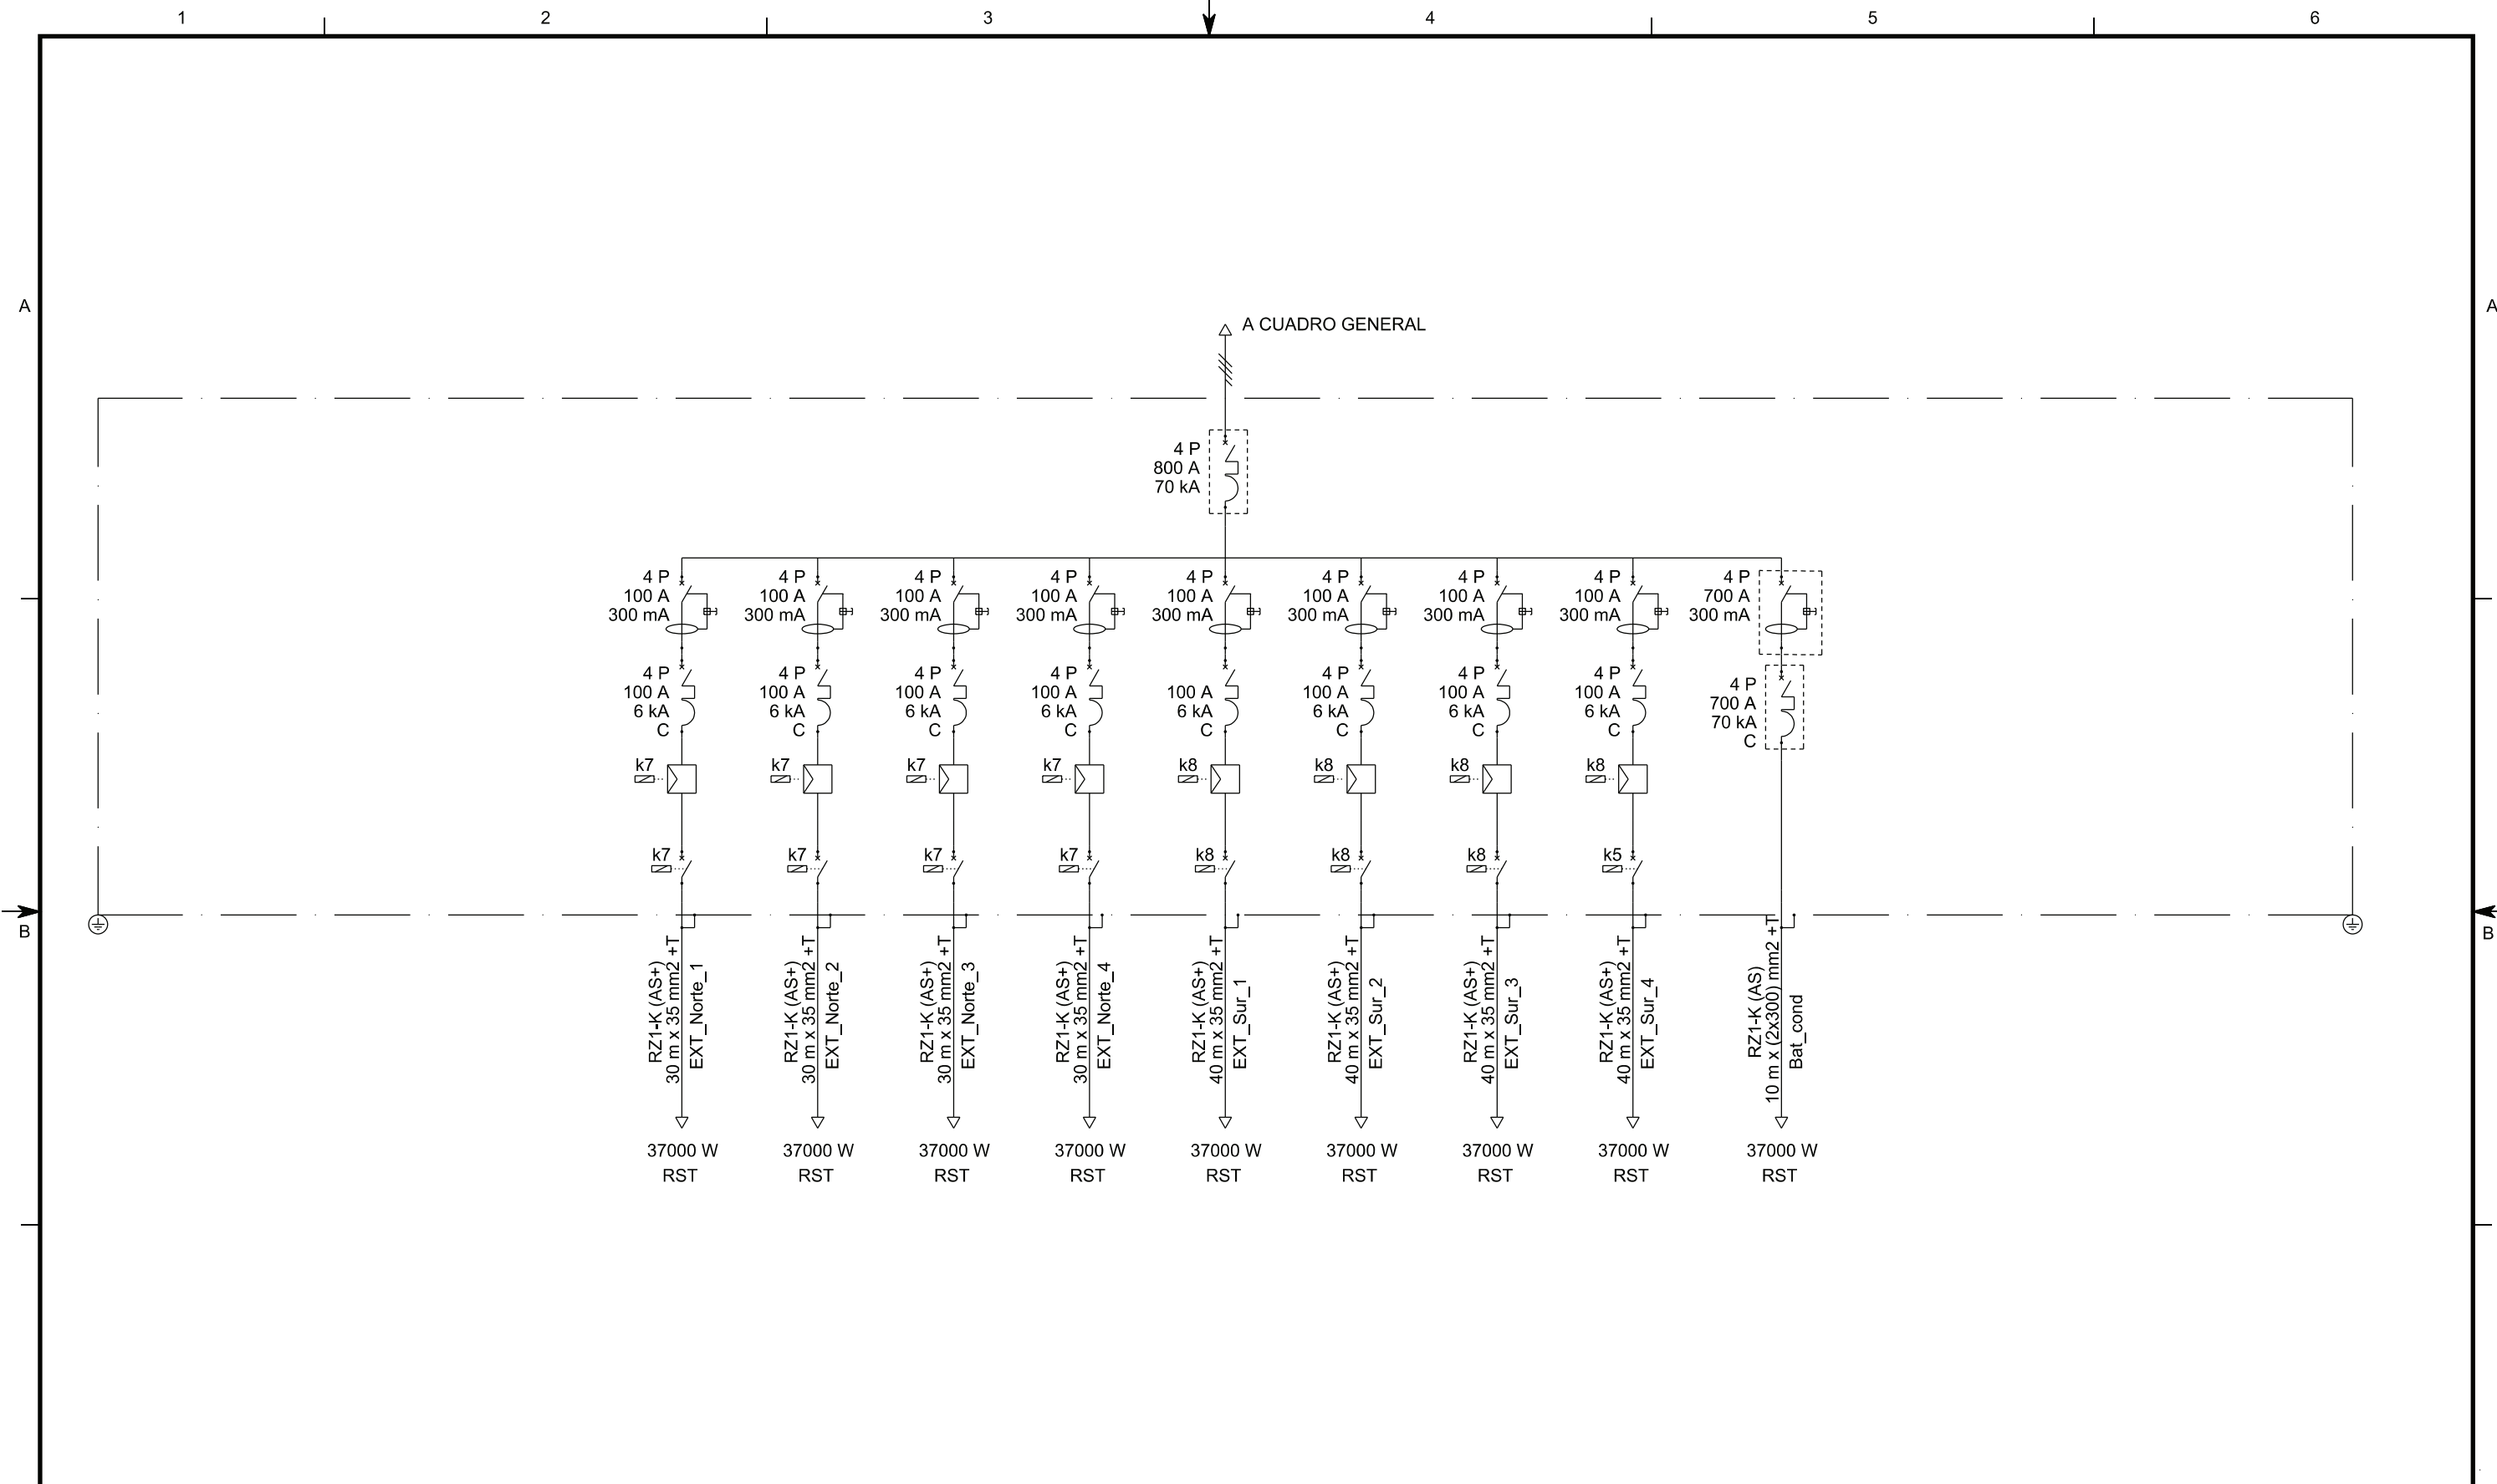 1 2 3 4 5 6
A A
A CUADRO GENERAL
4 P
800 A
70 kA
4 P 4 P 4 P 4 P 4 P 4 P 4 P 4 P 4 P
100 A 100 A 100 A 100 A 100 A 100 A 100 A 100 A 700 A
300 mA 300 mA 300 mA 300 mA 300 mA 300 mA 300 mA 300 mA 300 mA
4 P 4 P 4 P 4 P 4 P 4 P 4 P 4 P
100 A 100 A 100 A 100 A 100 A 100 A 100 A 100 A 700 A
6 kA 6 kA 6 kA 6 kA 6 kA 6 kA 6 kA 6 kA 70 kA
C C C C C C C C
k7 k7 k7 k7 k8 k8 k8 k8
k7 k7 k7 k7 k8 k8 k8 k5
B B
RZ1-K (AS+)
30 m x 35 mm2 +T
EXT_Norte_1
RZ1-K (AS+)
30 m x 35 mm2 +T
EXT_Norte_2
RZ1-K (AS+)
30 m x 35 mm2 +T
EXT_Norte_3
RZ1-K (AS+)
30 m x 35 mm2 +T
EXT_Norte_4
RZ1-K (AS+)
40 m x 35 mm2 +T
EXT_Sur_1
RZ1-K (AS+)
40 m x 35 mm2 +T
EXT_Sur_2
RZ1-K (AS+)
40 m x 35 mm2 +T
EXT_Sur_3
RZ1-K (AS+)
40 m x 35 mm2 +T
EXT_Sur_4
RZ1-K (AS)
10 m x (2x300) mm2 +T
Bat_cond
37000 W 37000 W 37000 W 37000 W 37000 W 37000 W 37000 W 37000 W 37000 W
RST RST RST RST RST RST RST RST RST